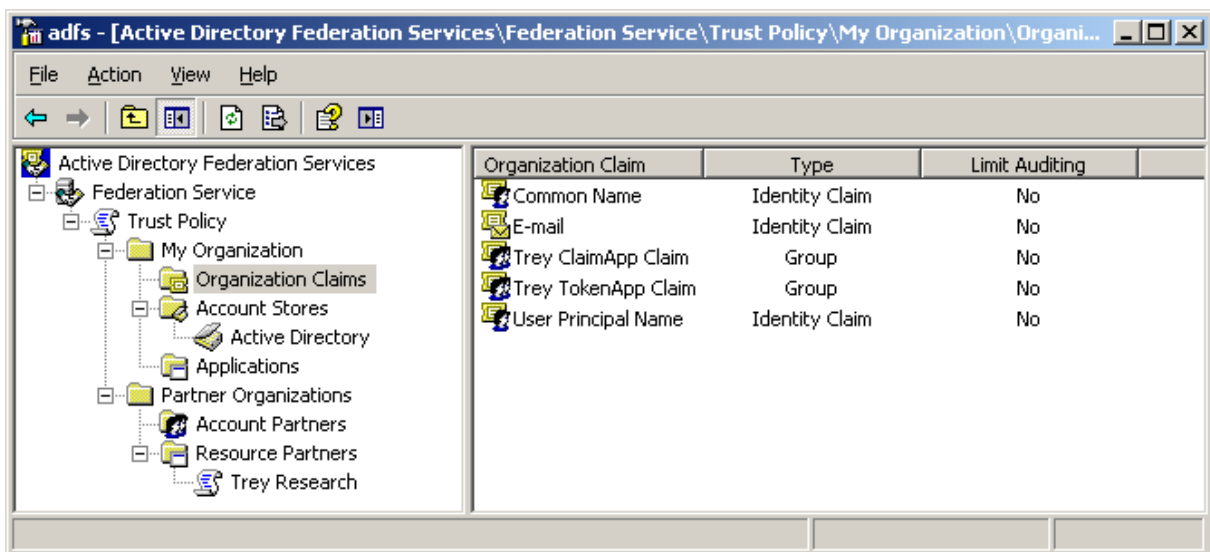 adfs - [Active Directory Federation Services\Federation Service\Trust Policy\My Organization\Organi...
File Action View Help
Active Directory Federation Services
Federation Service
Trust Policy
My Organization
Organization Claims
Account Stores
Active Directory
Applications
Partner Organizations
Account Partners
Resource Partners
Trey Research
Organization Claim Type Limit Auditing
Common Name Identity Claim No
E-mail Identity Claim No
Trey ClaimApp Claim Group No
Trey TokenApp Claim Group No
User Principal Name Identity Claim No